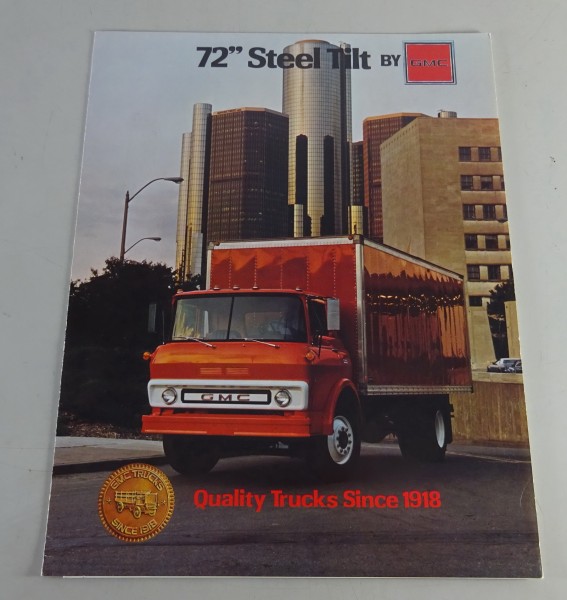 72” Steel Tilt BY GMC
GMC
GMC TRUCKS
SINCE 1918
Quality Trucks Since 1918